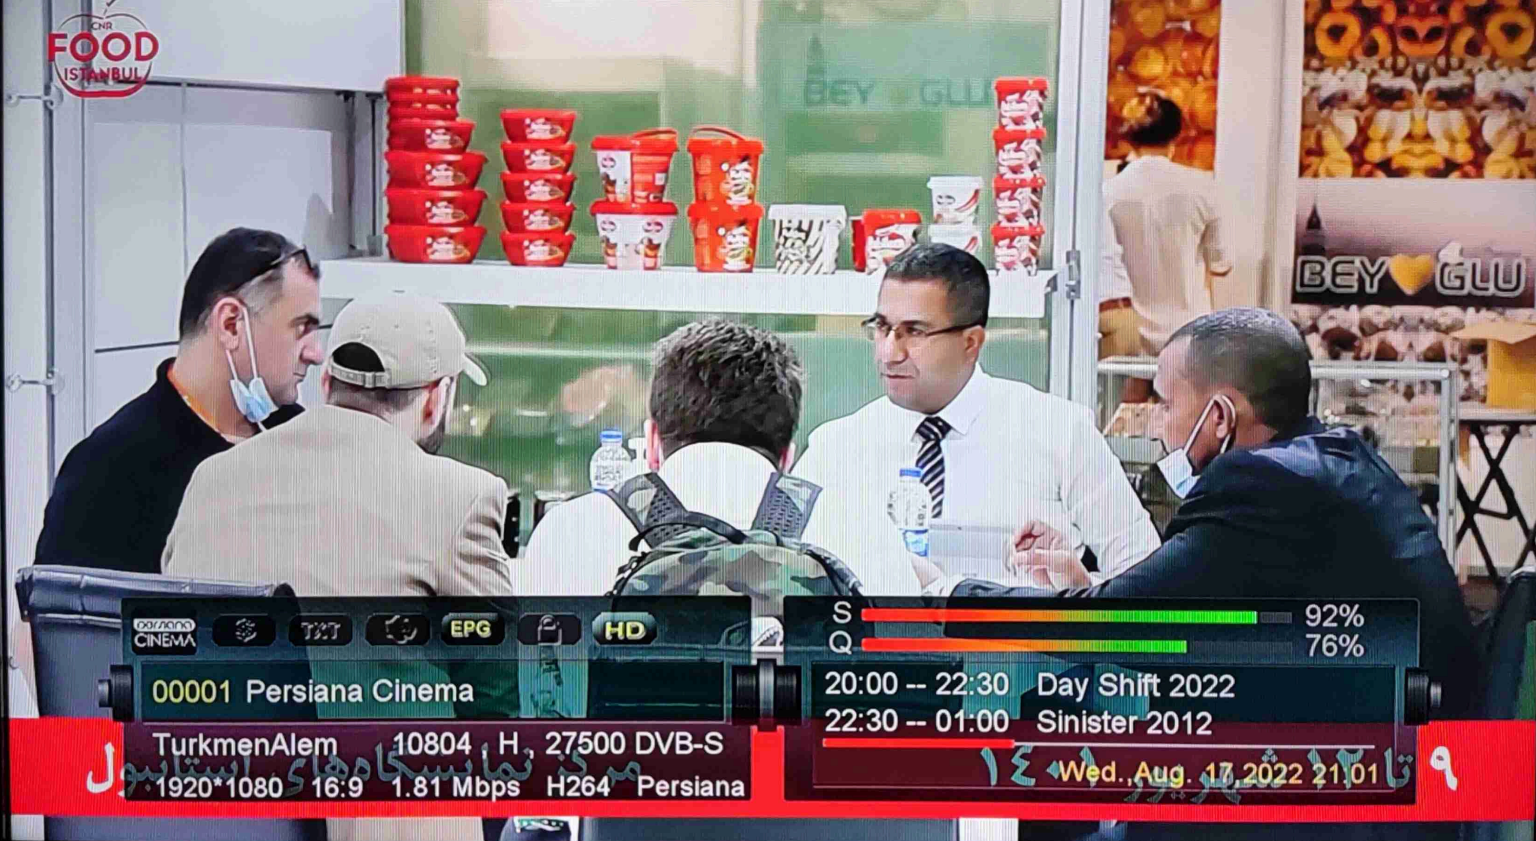 CNR
FOOD
ISTANBUL
BEY GLU
BEY GLU
persiana
CINEMA
TXT
EPG
HD
S 92%
Q 76%
00001 Persiana Cinema
20:00 -- 22:30 Day Shift 2022
22:30 -- 01:00 Sinister 2012
TurkmenAlem 10804 , H , 27500 DVB-S
1920*1080 16:9 1.81 Mbps H264 Persiana
Wed.,Aug. 17,2022 21:01
۹ تا ۱۲ شهریور ۱۴۰۱
مرکز نمایشگاه‌های استانبول